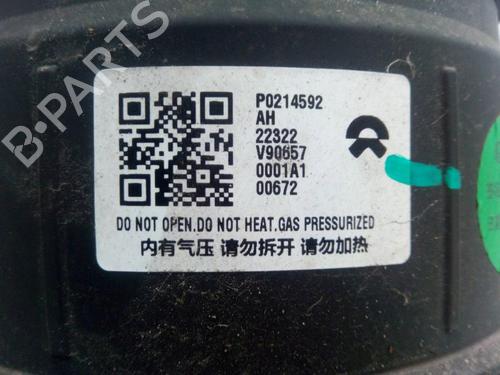 P0214592
AH
22322
V90657
0001A1
00672
DO NOT OPEN.DO NOT HEAT.GAS PRESSURIZED
内有气压 请勿拆开 请勿加热
B-PARTS